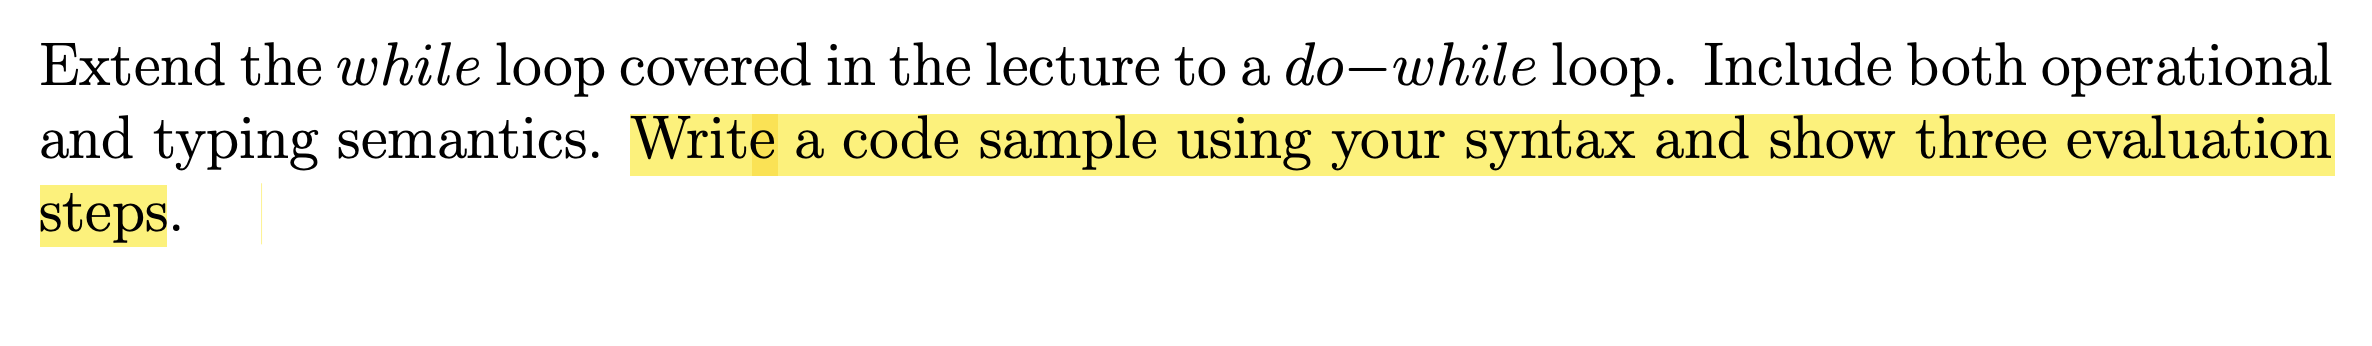 Extend the while loop covered in the lecture to a do−while loop. Include both operational
and typing semantics. Write a code sample using your syntax and show three evaluation
steps.